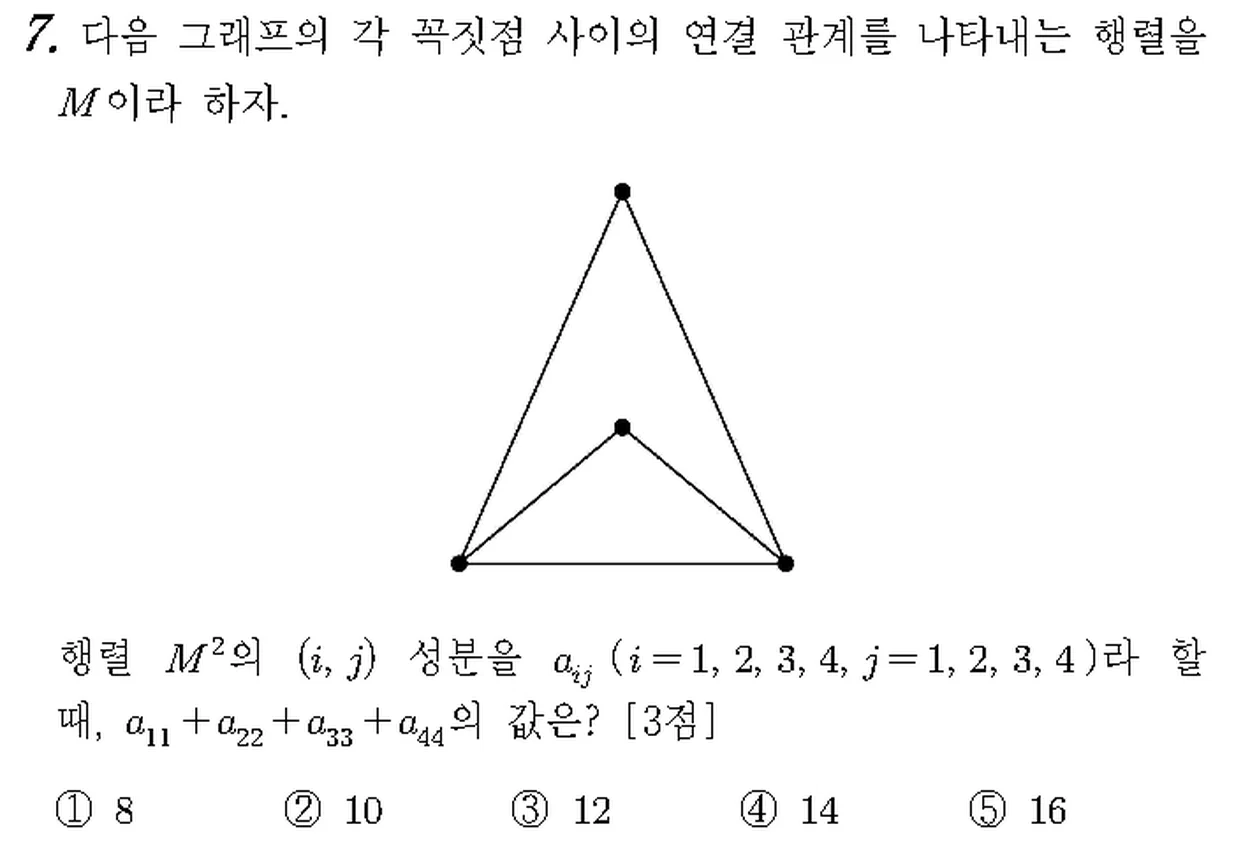 7. 다음 그래프의 각 꼭짓점 사이의 연결 관계를 나타내는 행렬을
M이라 하자.
행렬 M²의 (i, j) 성분을 aᵢⱼ (i=1, 2, 3, 4, j=1, 2, 3, 4)라 할
때, a₁₁+a₂₂+a₃₃+a₄₄의 값은? [3점]
① 8 ② 10 ③ 12 ④ 14 ⑤ 16